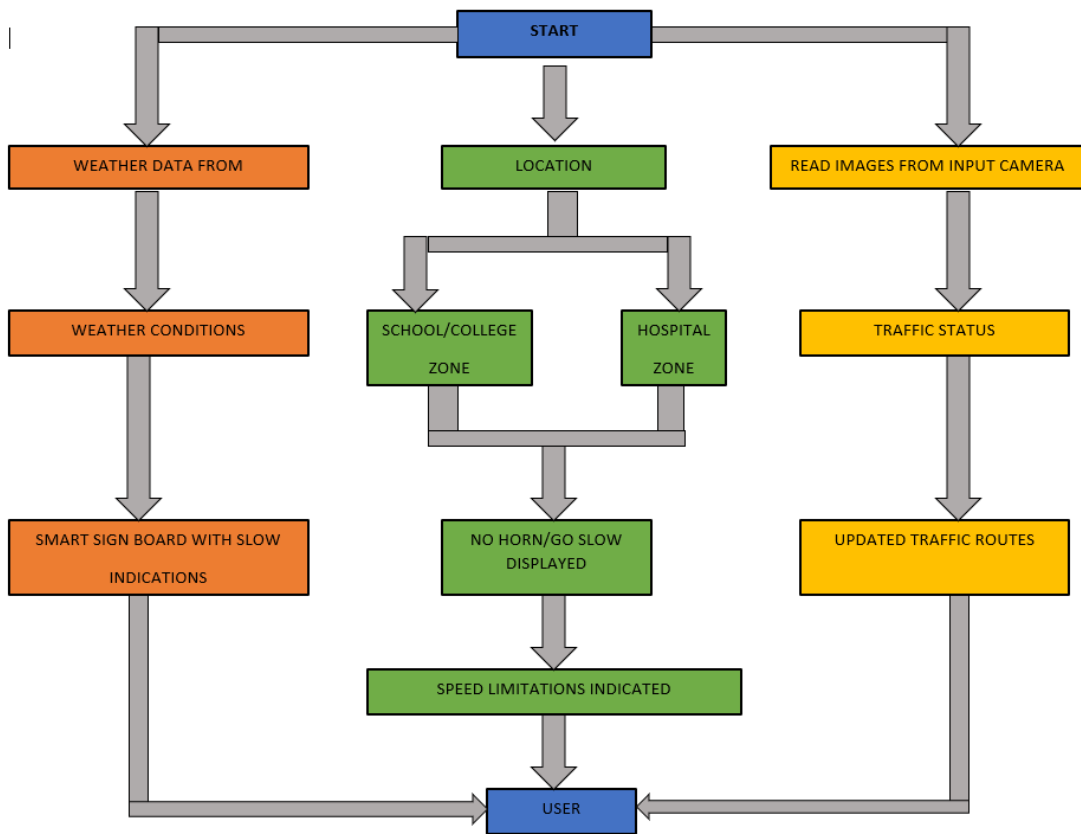 START
WEATHER DATA FROM
LOCATION
READ IMAGES FROM INPUT CAMERA
WEATHER CONDITIONS
SCHOOL/COLLEGE
ZONE
HOSPITAL
ZONE
TRAFFIC STATUS
SMART SIGN BOARD WITH SLOW
INDICATIONS
NO HORN/GO SLOW
DISPLAYED
UPDATED TRAFFIC ROUTES
SPEED LIMITATIONS INDICATED
USER